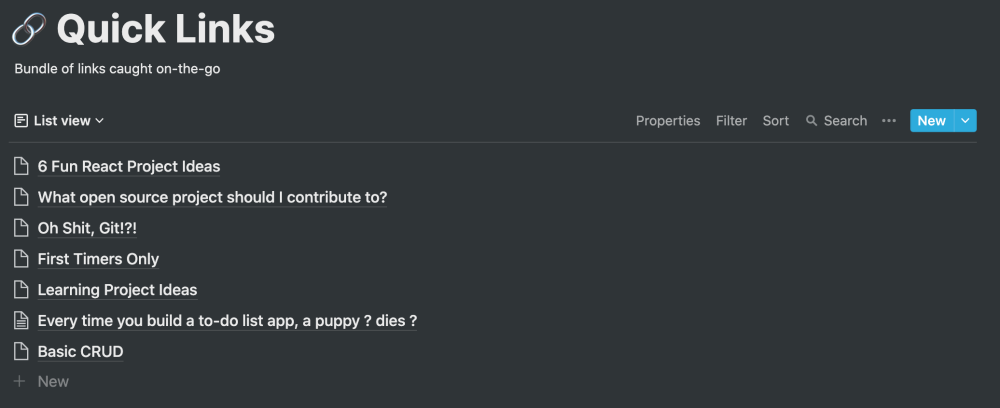 Quick Links
Bundle of links caught on-the-go
List view Properties Filter Sort Search ••• New
6 Fun React Project Ideas
What open source project should I contribute to?
Oh Shit, Git!?!
First Timers Only
Learning Project Ideas
Every time you build a to-do list app, a puppy ? dies ?
Basic CRUD
+ New